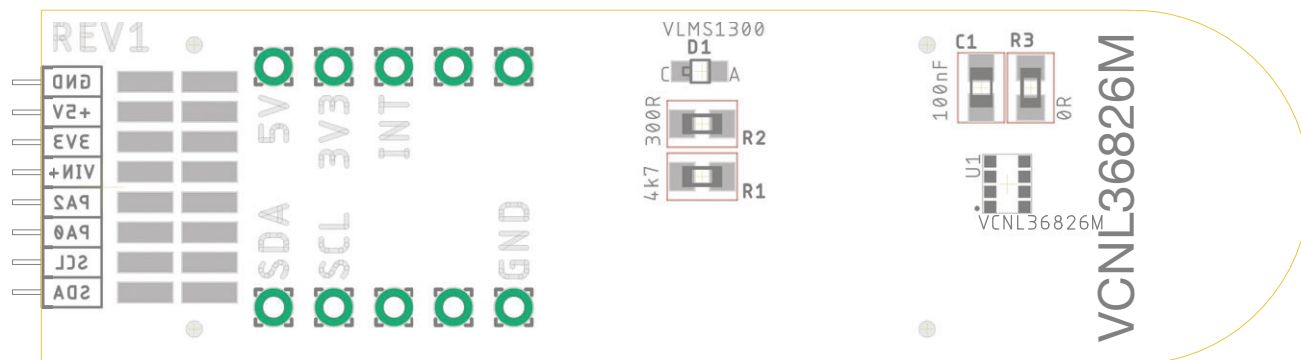 REV1
GND
+5V
3V3
VIN+
PA2
PA0
SCL
SDA
5V
3V3
INT
SDA
SCL
GND
VLMS1300
D1
C
A
300R
R2
4k7
R1
C1
R3
100nF
0R
U1
VCNL36826M
VCNL36826M